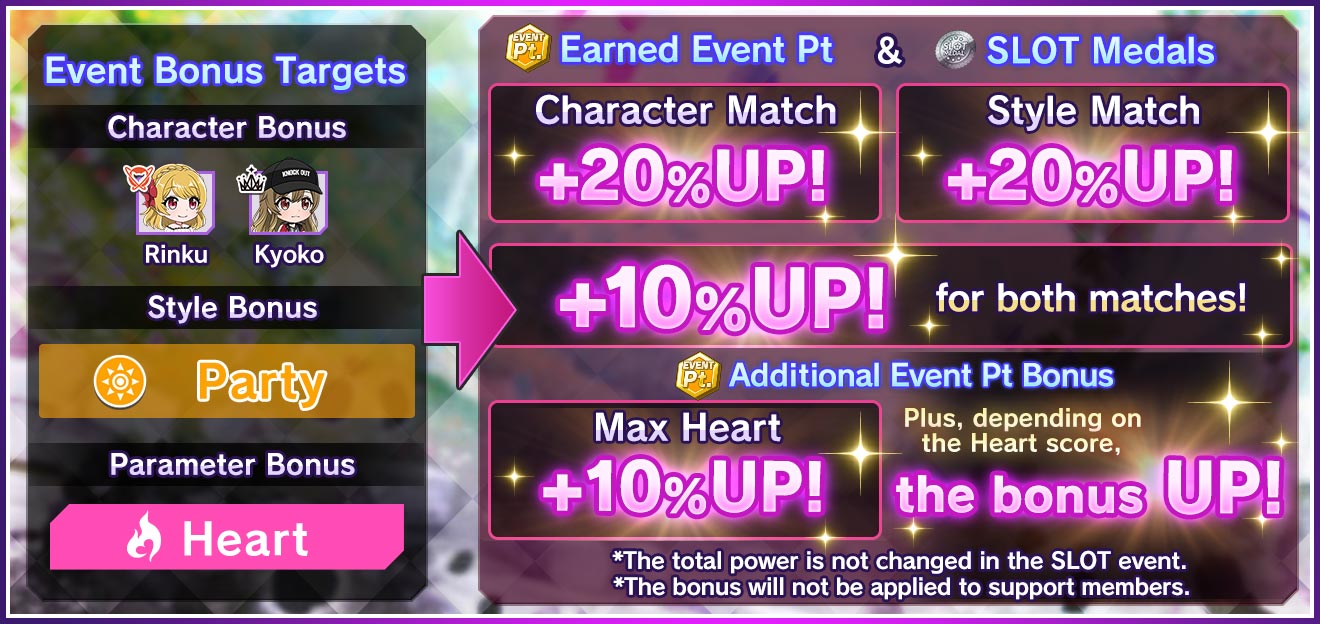 Event Bonus Targets
Character Bonus
KNOCK OUT
Rinku
Kyoko
Style Bonus
Party
Parameter Bonus
Heart
EVENT Pt. Earned Event Pt & SLOT MEDAL SLOT Medals
Character Match
+20%UP!
Style Match
+20%UP!
+10%UP! for both matches!
EVENT Pt. Additional Event Pt Bonus
Max Heart
+10%UP!
Plus, depending on
the Heart score,
the bonus UP!
*The total power is not changed in the SLOT event.
*The bonus will not be applied to support members.